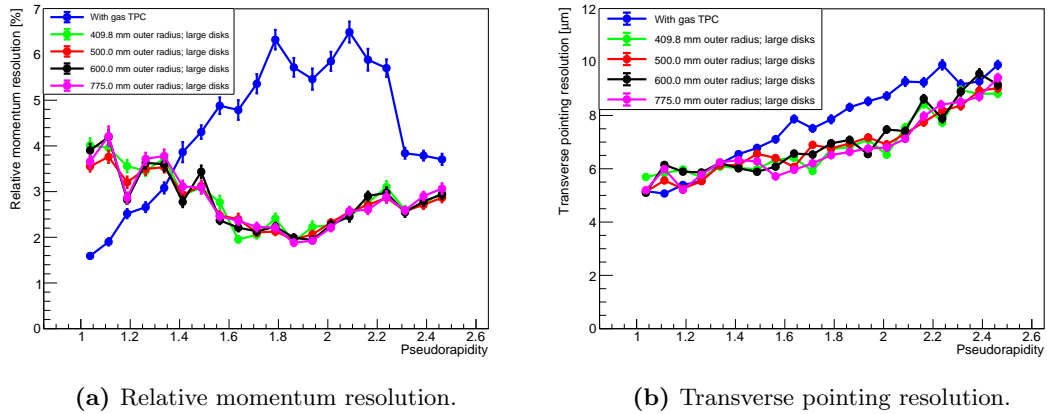 Relative momentum resolution [%]
7
6
5
4
3
2
1
0
With gas TPC
409.8 mm outer radius; large disks
500.0 mm outer radius; large disks
600.0 mm outer radius; large disks
775.0 mm outer radius; large disks
1 1.2 1.4 1.6 1.8 2 2.2 2.4 2.6
Pseudorapidity
(a) Relative momentum resolution.
Transverse pointing resolution [μm]
12
10
8
6
4
2
0
With gas TPC
409.8 mm outer radius; large disks
500.0 mm outer radius; large disks
600.0 mm outer radius; large disks
775.0 mm outer radius; large disks
1 1.2 1.4 1.6 1.8 2 2.2 2.4 2.6
Pseudorapidity
(b) Transverse pointing resolution.